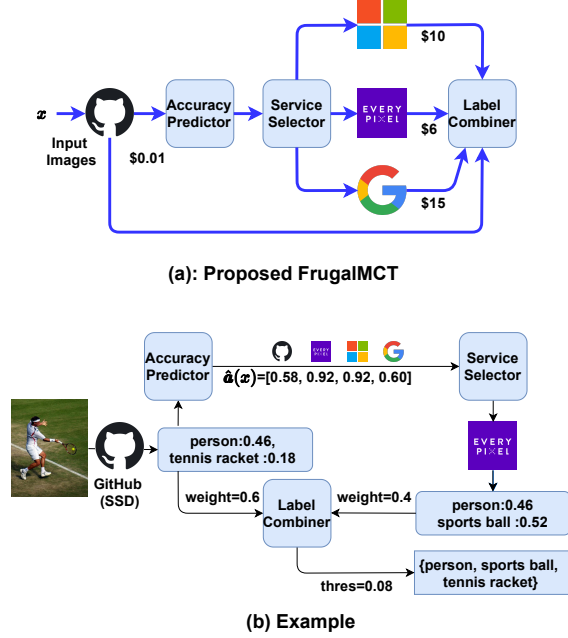 $10
x
Accuracy
Predictor
Service
Selector
EVERY
PIXEL
$6
Label
Combiner
Input
Images
$0.01
$15
(a): Proposed FrugalMCT
Accuracy
Predictor
EVERY
PIXEL
â(x)=[0.58, 0.92, 0.92, 0.60]
Service
Selector
GitHub
(SSD)
person:0.46,
tennis racket :0.18
EVERY
PIXEL
weight=0.6
Label
Combiner
weight=0.4
person:0.46
sports ball :0.52
thres=0.08
{person, sports ball,
tennis racket}
(b) Example